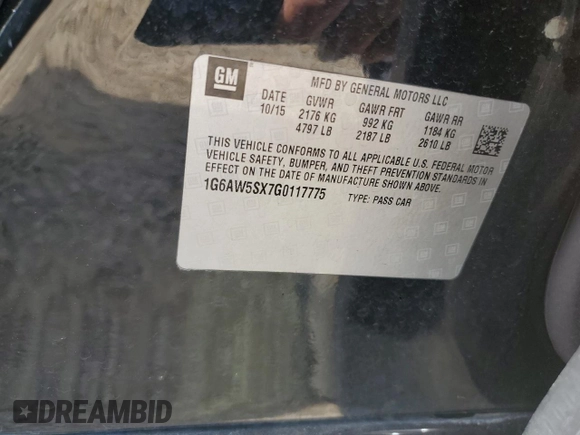 GM
MFD BY GENERAL MOTORS LLC
DATE GVWR GAWR FRT GAWR RR
10/15 2176 KG 992 KG 1184 KG
4797 LB 2187 LB 2610 LB
THIS VEHICLE CONFORMS TO ALL APPLICABLE U.S. FEDERAL MOTOR
VEHICLE SAFETY, BUMPER, AND THEFT PREVENTION STANDARDS IN
EFFECT ON THE DATE OF MANUFACTURE SHOWN ABOVE.
1G6AW5SX7G0117775 TYPE: PASS CAR
DREAMBID